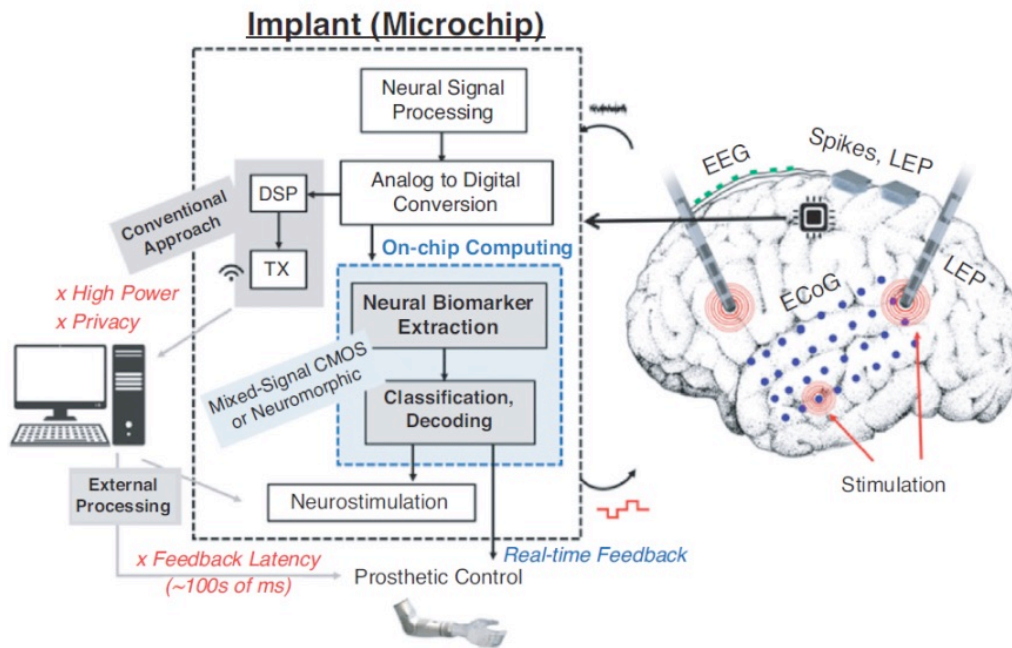 Implant (Microchip)
Neural Signal
Processing
Analog to Digital
Conversion
DSP
TX
Conventional
Approach
On-chip Computing
x High Power
x Privacy
Neural Biomarker
Extraction
Mixed-Signal CMOS
or Neuromorphic
Classification,
Decoding
External
Processing
Neurostimulation
x Feedback Latency
(~100s of ms)
Real-time Feedback
Prosthetic Control
EEG
Spikes, LEP
ECoG
LEP
Stimulation